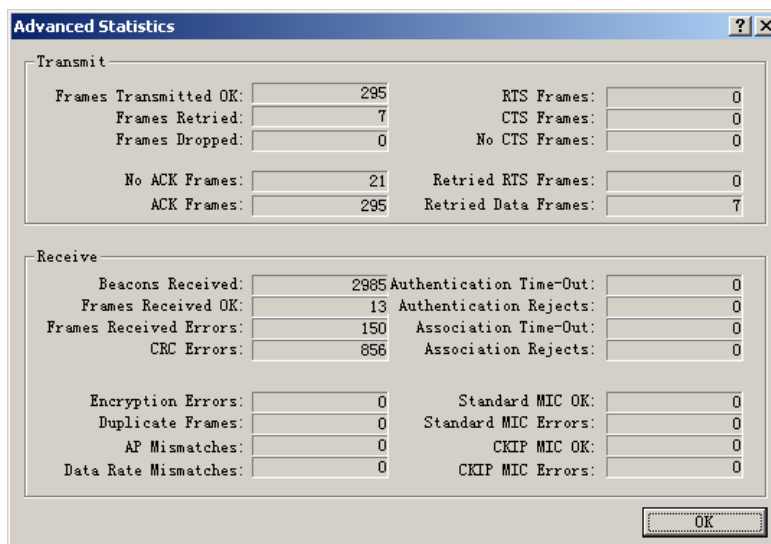 Advanced Statistics
Transmit
Frames Transmitted OK: 295 RTS Frames: 0
Frames Retried: 7 CTS Frames: 0
Frames Dropped: 0 No CTS Frames: 0
No ACK Frames: 21 Retried RTS Frames: 0
ACK Frames: 295 Retried Data Frames: 7
Receive
Beacons Received: 2985 Authentication Time-Out: 0
Frames Received OK: 13 Authentication Rejects: 0
Frames Received Errors: 150 Association Time-Out: 0
CRC Errors: 856 Association Rejects: 0
Encryption Errors: 0 Standard MIC OK: 0
Duplicate Frames: 0 Standard MIC Errors: 0
AP Mismatches: 0 CKIP MIC OK: 0
Data Rate Mismatches: 0 CKIP MIC Errors: 0
OK